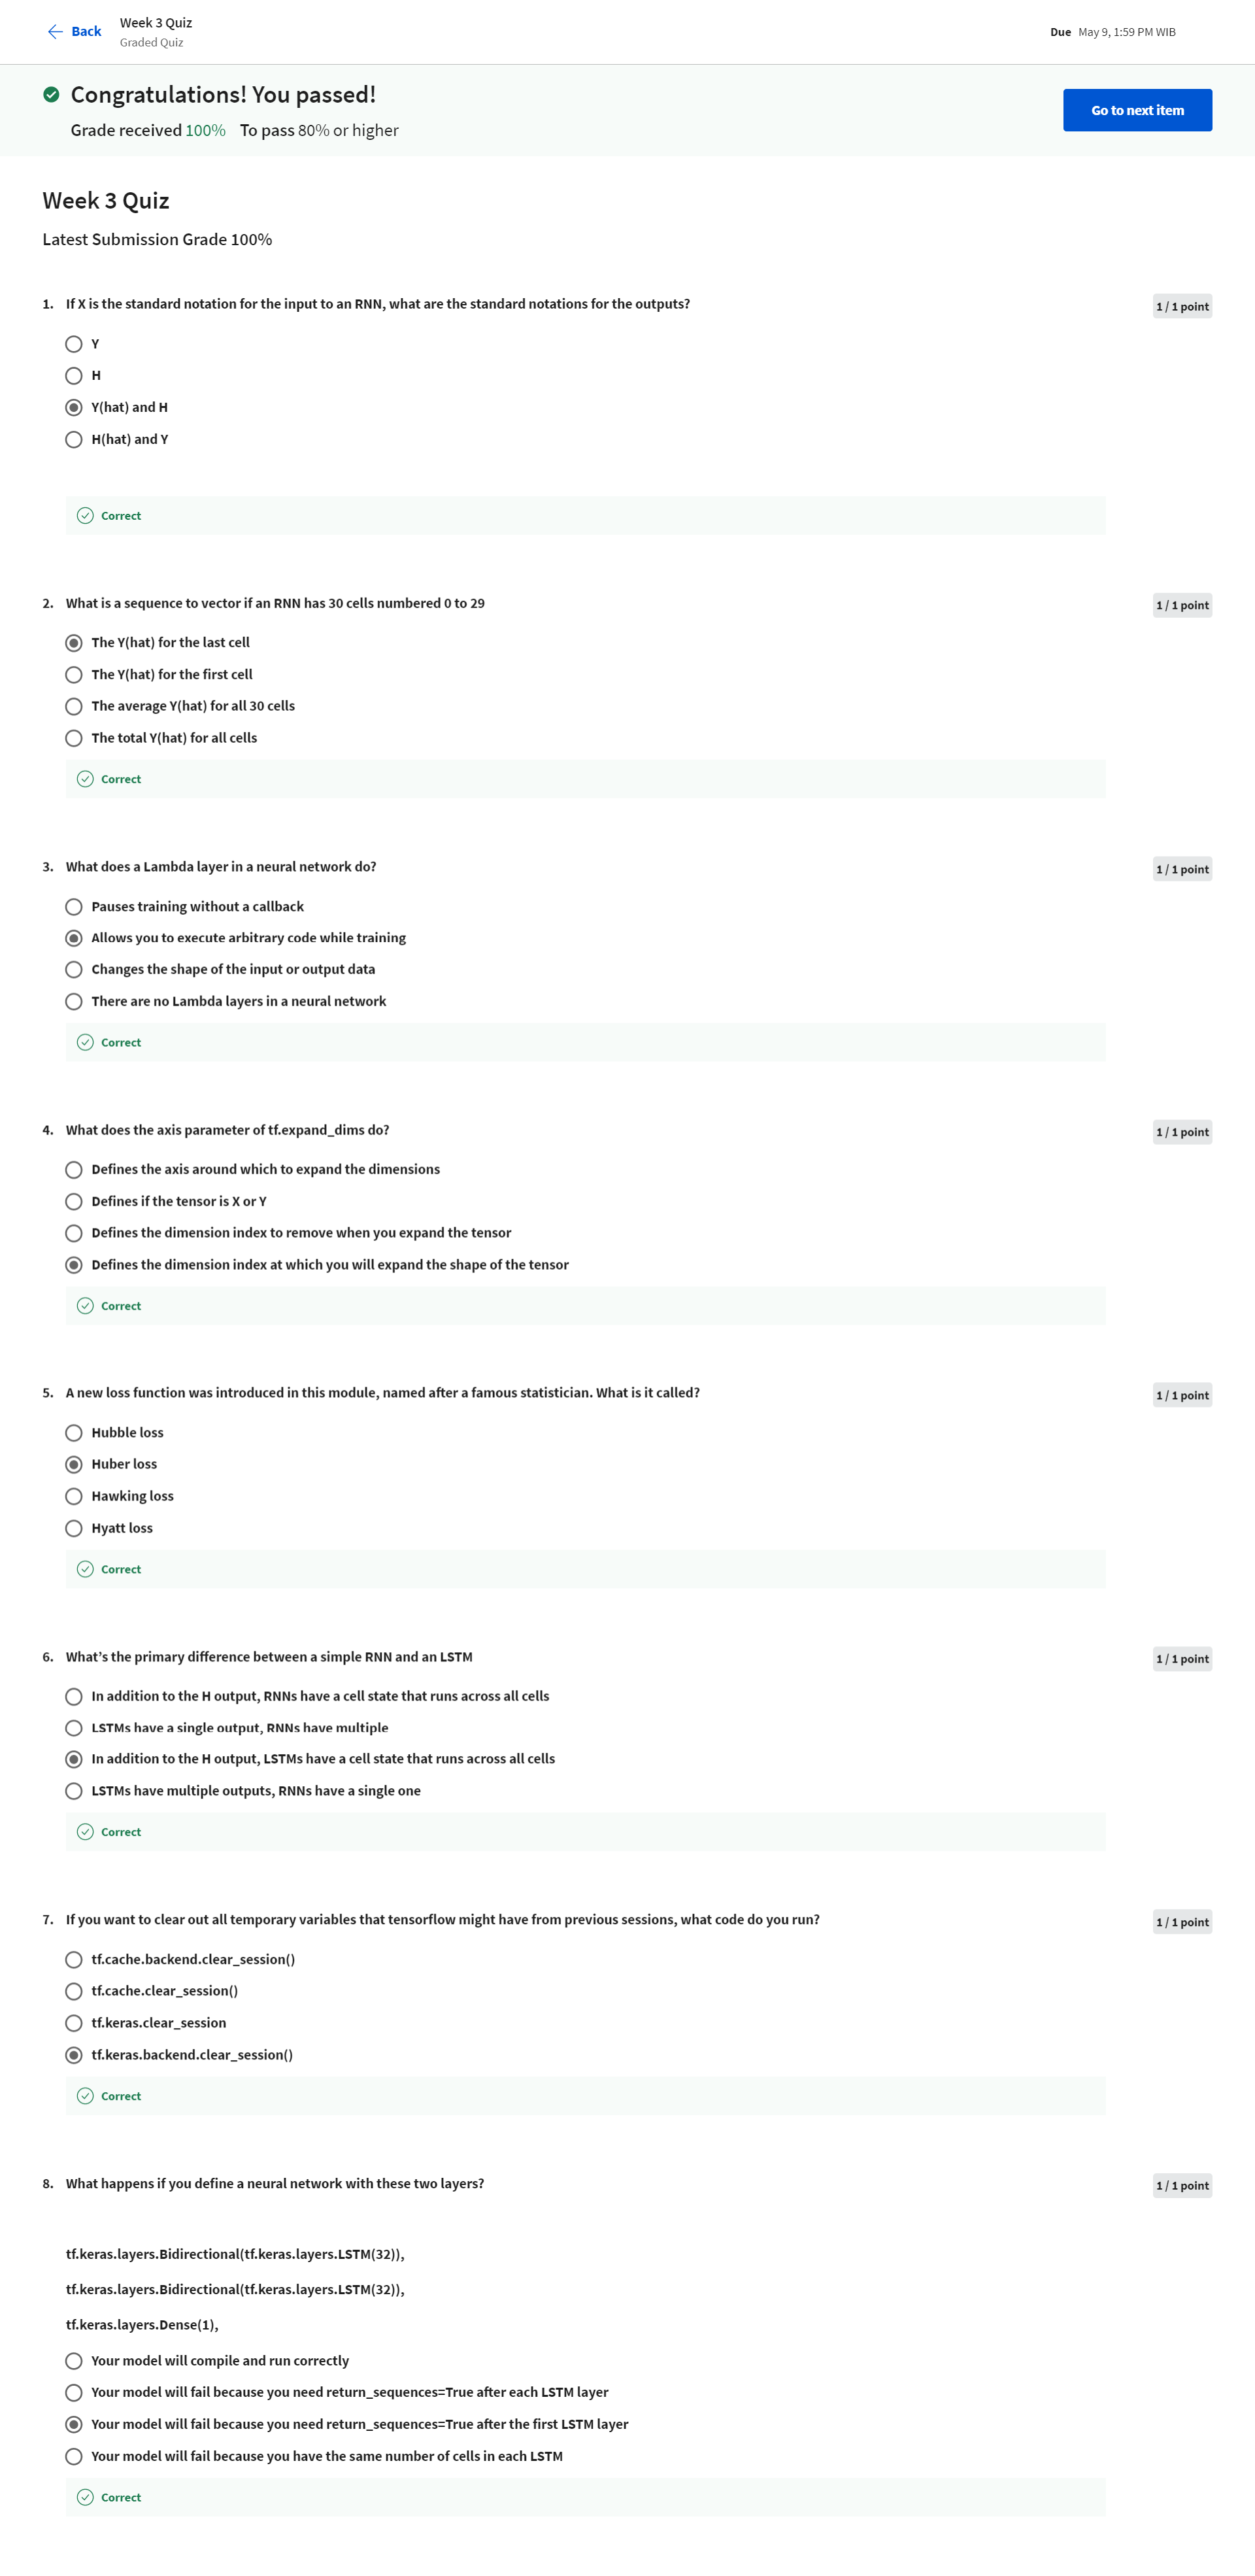 Back
Week 3 Quiz
Graded Quiz
Due May 9, 1:59 PM WIB
Congratulations! You passed!
Grade received 100% To pass 80% or higher
Go to next item
Week 3 Quiz
Latest Submission Grade 100%
1. If X is the standard notation for the input to an RNN, what are the standard notations for the outputs?
1 / 1 point
Y
H
Y(hat) and H
H(hat) and Y
Correct
2. What is a sequence to vector if an RNN has 30 cells numbered 0 to 29
1 / 1 point
The Y(hat) for the last cell
The Y(hat) for the first cell
The average Y(hat) for all 30 cells
The total Y(hat) for all cells
Correct
3. What does a Lambda layer in a neural network do?
1 / 1 point
Pauses training without a callback
Allows you to execute arbitrary code while training
Changes the shape of the input or output data
There are no Lambda layers in a neural network
Correct
4. What does the axis parameter of tf.expand_dims do?
1 / 1 point
Defines the axis around which to expand the dimensions
Defines if the tensor is X or Y
Defines the dimension index to remove when you expand the tensor
Defines the dimension index at which you will expand the shape of the tensor
Correct
5. A new loss function was introduced in this module, named after a famous statistician. What is it called?
1 / 1 point
Hubble loss
Huber loss
Hawking loss
Hyatt loss
Correct
6. What's the primary difference between a simple RNN and an LSTM
1 / 1 point
In addition to the H output, RNNs have a cell state that runs across all cells
LSTMs have a single output, RNNs have multiple
In addition to the H output, LSTMs have a cell state that runs across all cells
LSTMs have multiple outputs, RNNs have a single one
Correct
7. If you want to clear out all temporary variables that tensorflow might have from previous sessions, what code do you run?
1 / 1 point
tf.cache.backend.clear_session()
tf.cache.clear_session()
tf.keras.clear_session
tf.keras.backend.clear_session()
Correct
8. What happens if you define a neural network with these two layers?
1 / 1 point
tf.keras.layers.Bidirectional(tf.keras.layers.LSTM(32)),
tf.keras.layers.Bidirectional(tf.keras.layers.LSTM(32)),
tf.keras.layers.Dense(1),
Your model will compile and run correctly
Your model will fail because you need return_sequences=True after each LSTM layer
Your model will fail because you need return_sequences=True after the first LSTM layer
Your model will fail because you have the same number of cells in each LSTM
Correct